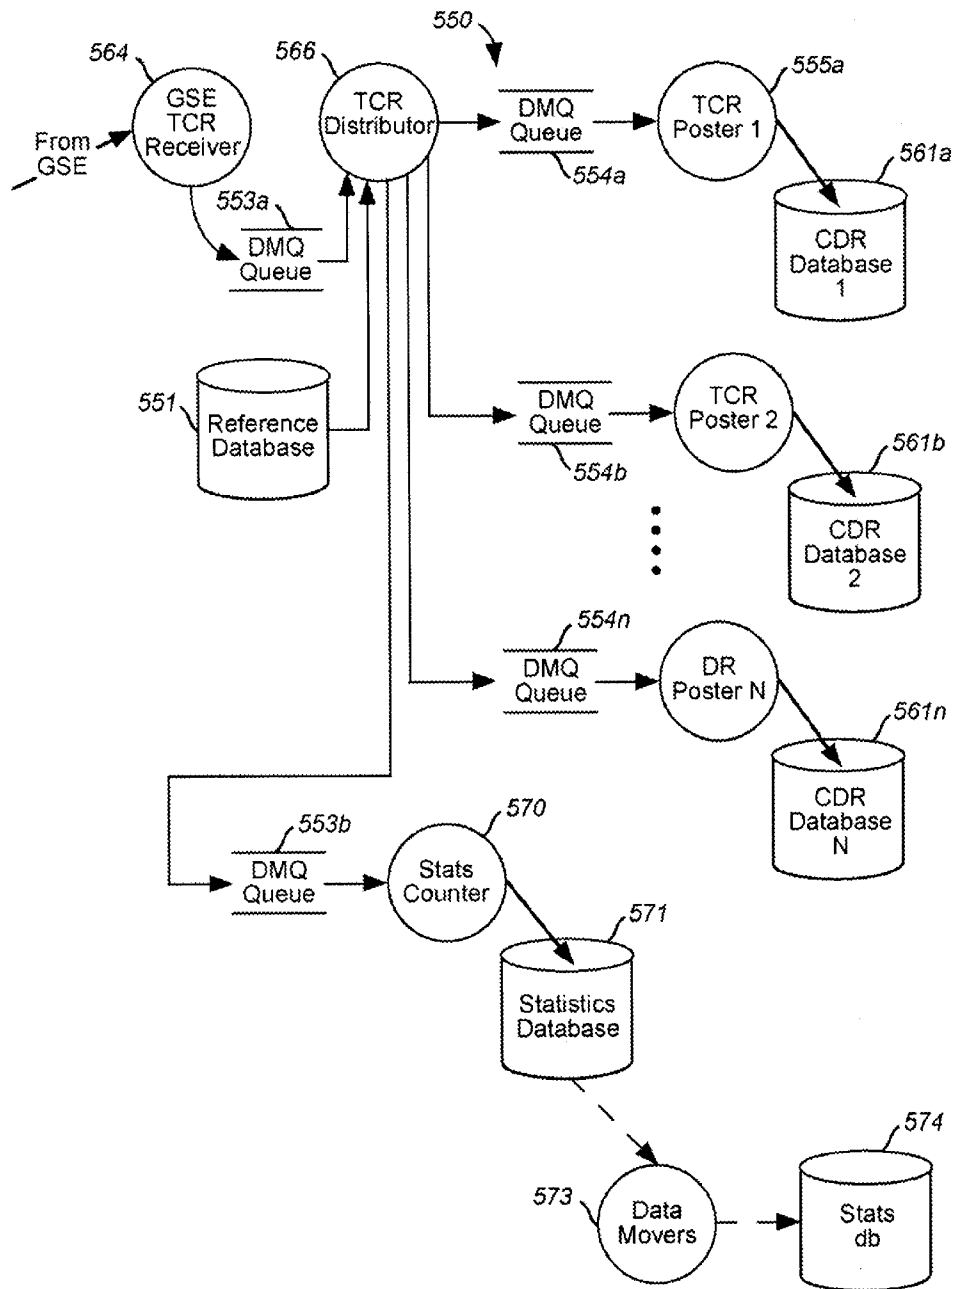 550
564
GSE
TCR
Receiver
From
GSE
566
TCR
Distributor
DMQ
Queue
554a
555a
TCR
Poster 1
561a
CDR
Database
1
553a
DMQ
Queue
551
Reference
Database
DMQ
Queue
554b
TCR
Poster 2
561b
CDR
Database
2
554n
DMQ
Queue
DR
Poster N
561n
CDR
Database
N
553b
DMQ
Queue
570
Stats
Counter
571
Statistics
Database
573
Data
Movers
574
Stats
db